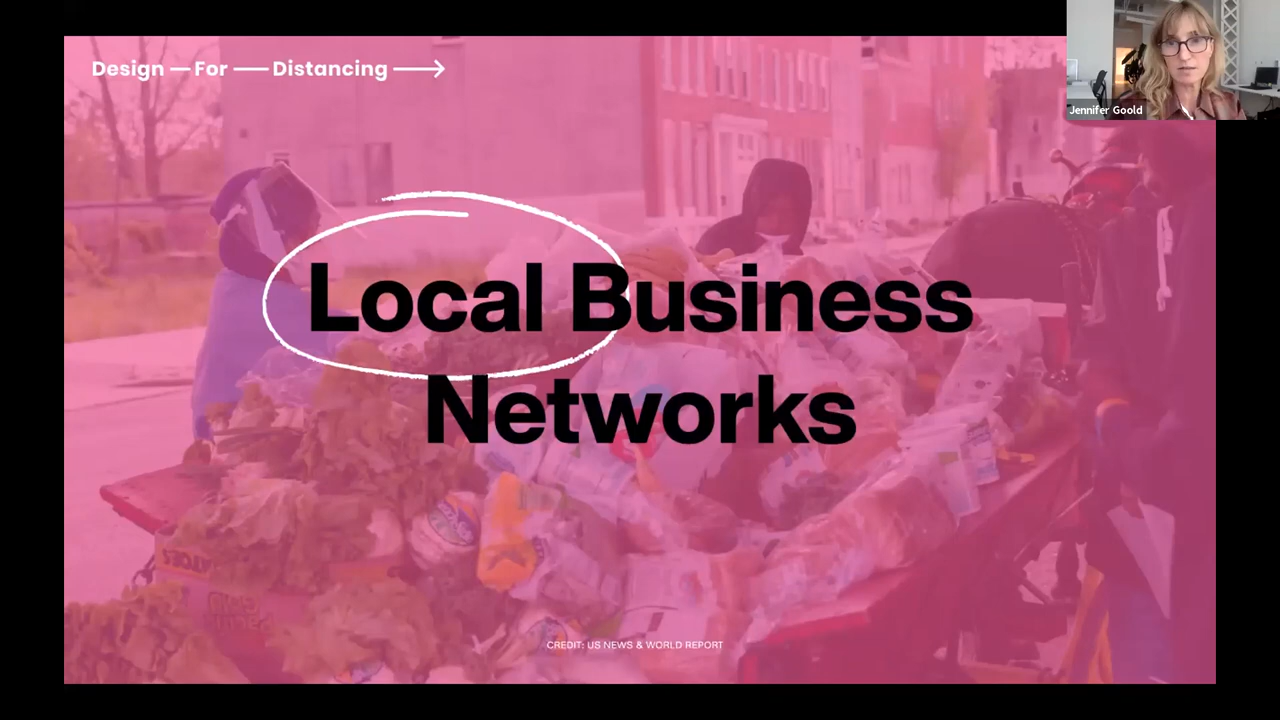 Design — For — Distancing →
Jennifer Goold
Local Business
Networks
CREDIT: US NEWS & WORLD REPORT